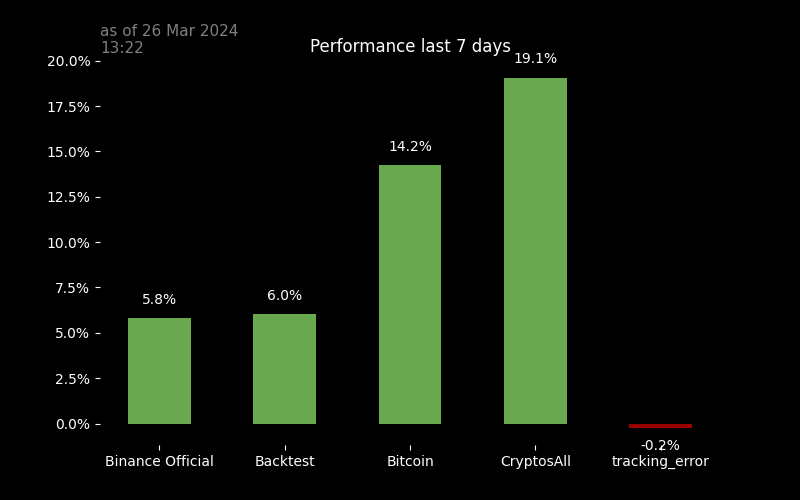 as of 26 Mar 2024
13:22
Performance last 7 days
20.0%
17.5%
15.0%
12.5%
10.0%
7.5%
5.0%
2.5%
0.0%
5.8%
6.0%
14.2%
19.1%
-0.2%
Binance Official
Backtest
Bitcoin
CryptosAll
tracking_error